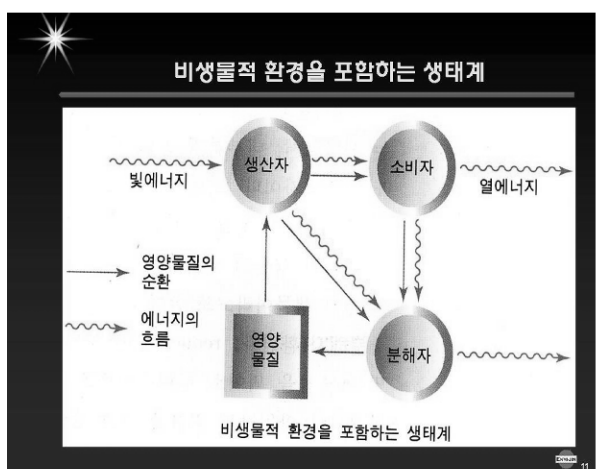 비생물적 환경을 포함하는 생태계
생산자
소비자
빛에너지
열에너지
영양물질의
순환
에너지의
흐름
영양
물질
분해자
비생물적 환경을 포함하는 생태계
11